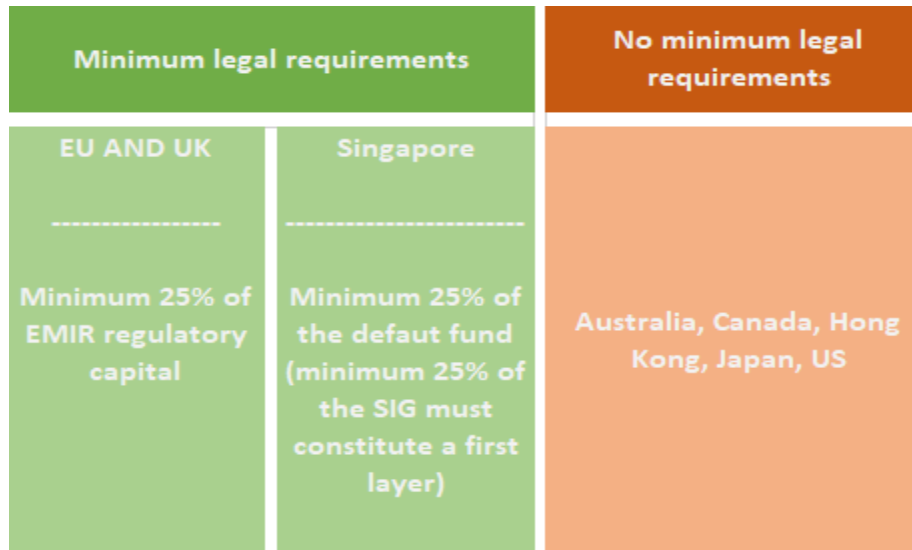 Minimum legal requirements
No minimum legal
requirements
EU AND UK
-----------------
Minimum 25% of
EMIR regulatory
capital
Singapore
------------------------
Minimum 25% of
the defaut fund
(minimum 25% of
the SIG must
constitute a first
layer)
Australia, Canada, Hong
Kong, Japan, US